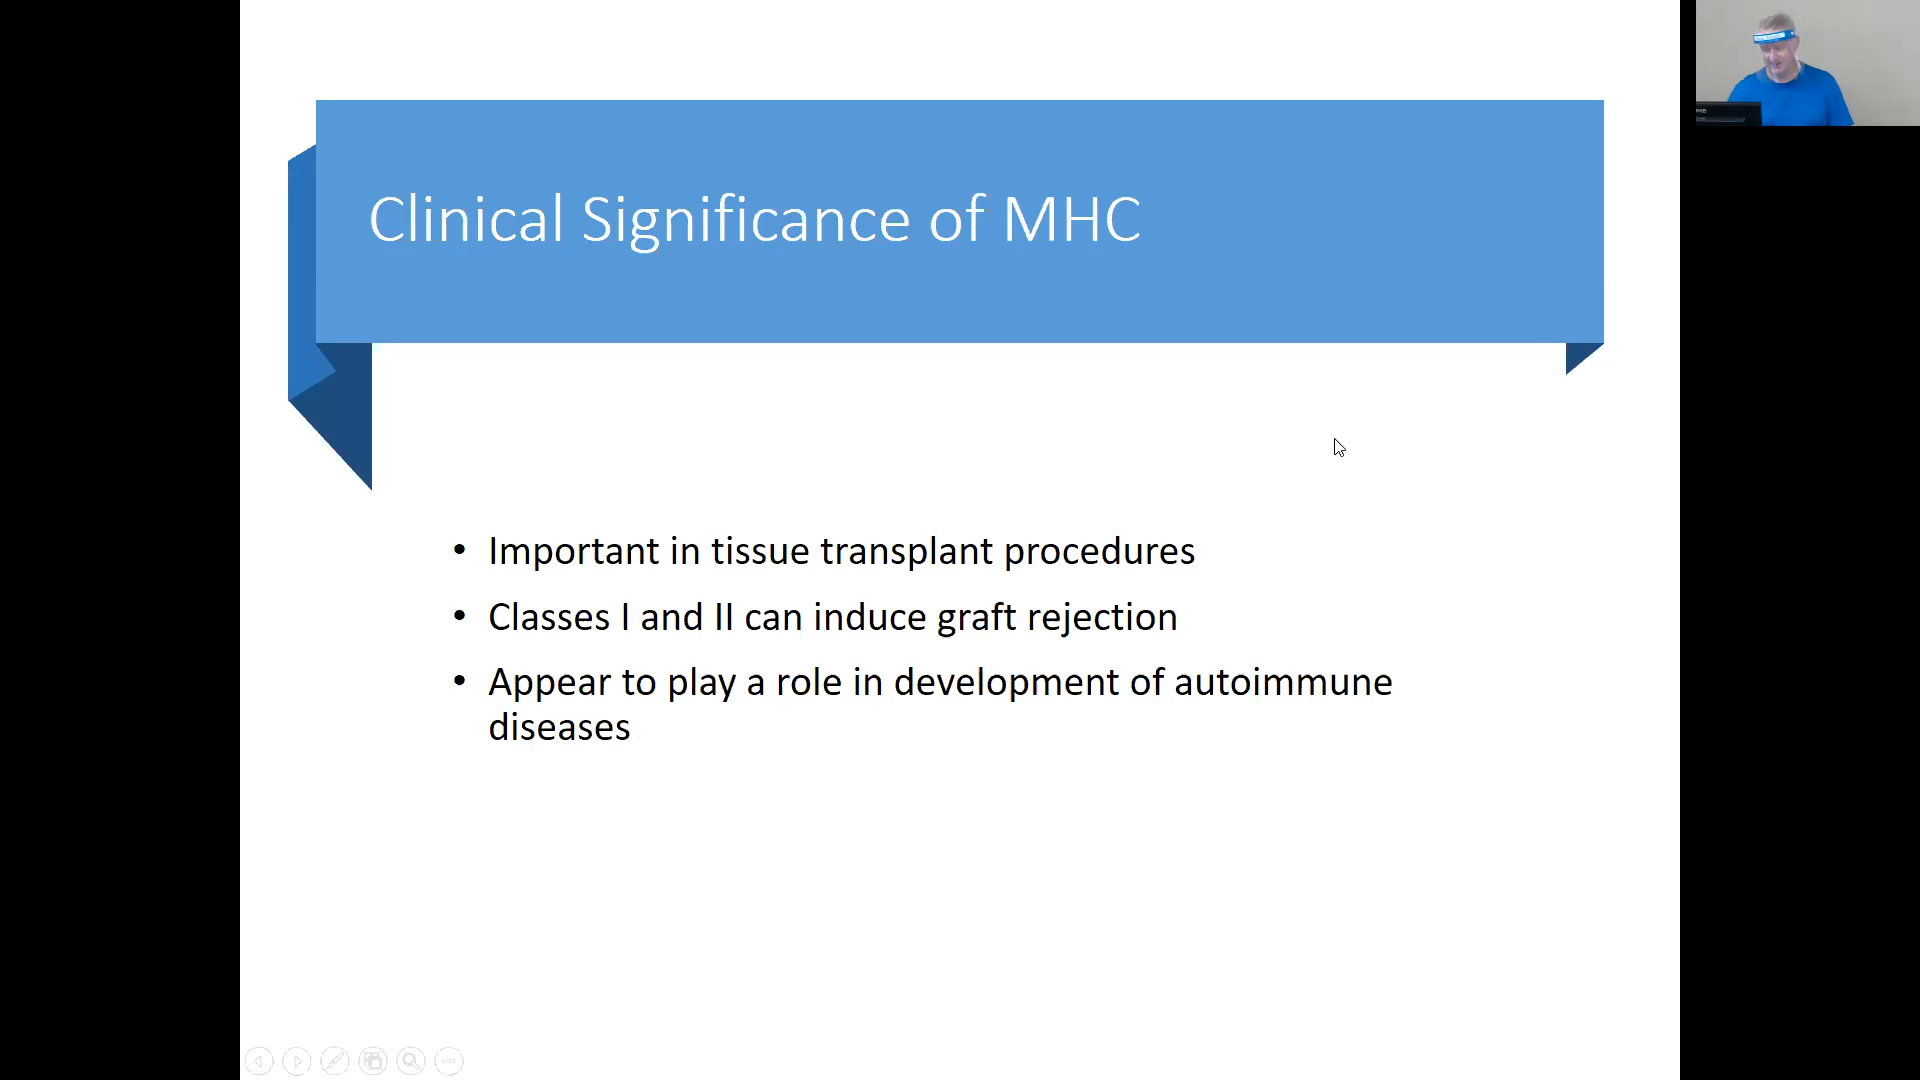 Clinical Significance of MHC
• Important in tissue transplant procedures
• Classes I and II can induce graft rejection
• Appear to play a role in development of autoimmune
diseases